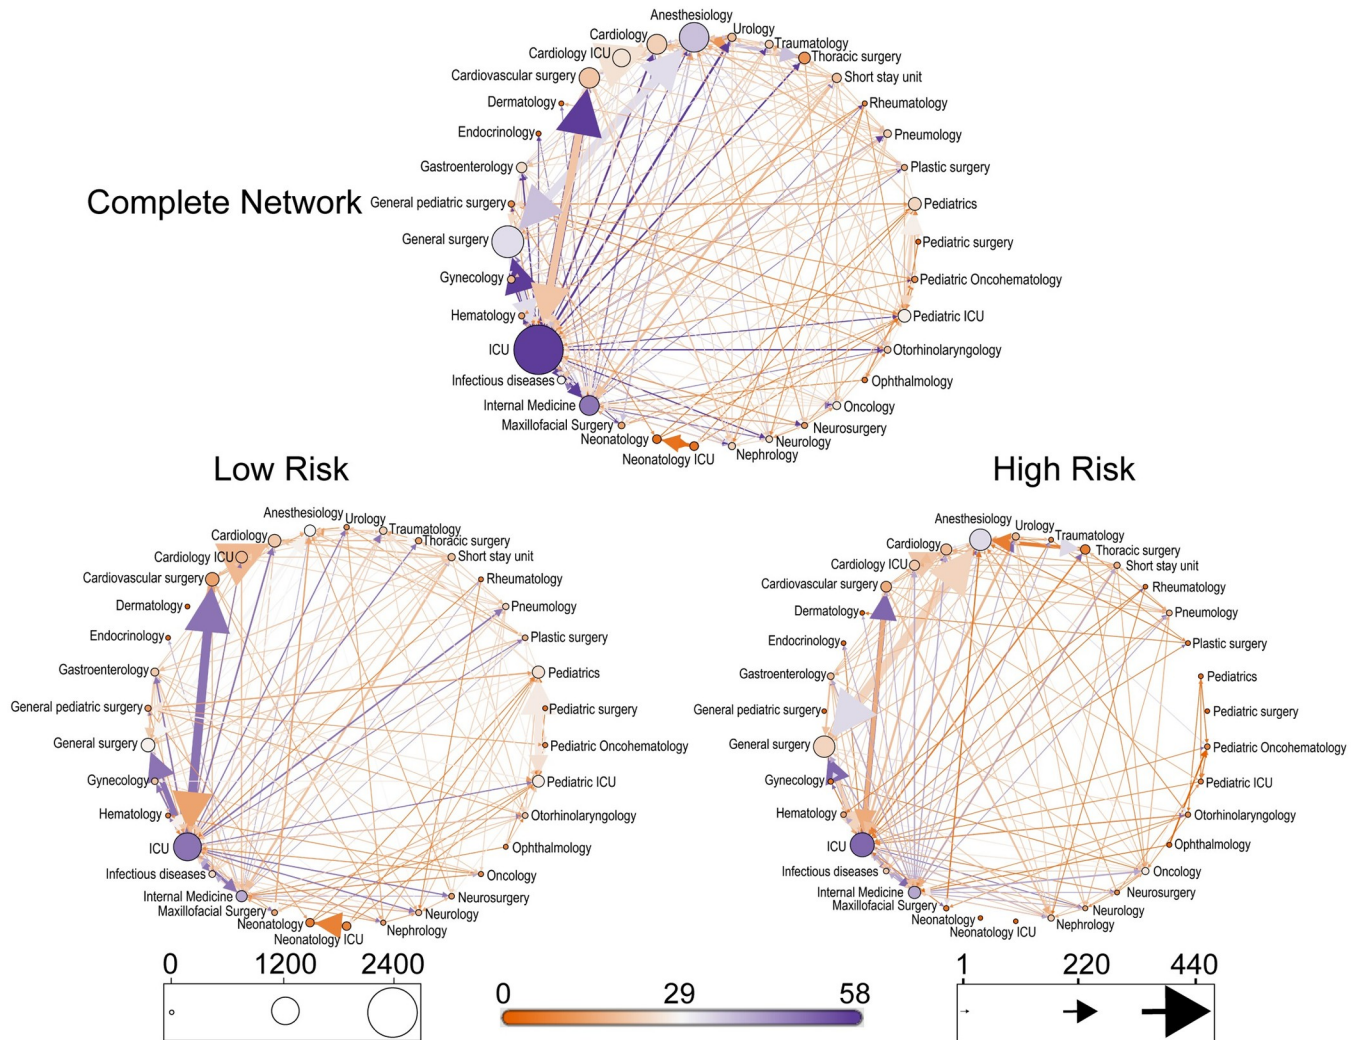 Complete Network
Anesthesiology
Urology
Traumatology
Thoracic surgery
Short stay unit
Rheumatology
Pneumology
Plastic surgery
Pediatrics
Pediatric surgery
Pediatric Oncohematology
Pediatric ICU
Otorhinolaryngology
Ophthalmology
Oncology
Neurosurgery
Neurology
Nephrology
Neonatology ICU
Neonatology
Maxillofacial Surgery
Internal Medicine
Infectious diseases
ICU
Hematology
Gynecology
General surgery
General pediatric surgery
Gastroenterology
Endocrinology
Dermatology
Cardiovascular surgery
Cardiology ICU
Cardiology
Low Risk
Anesthesiology
Urology
Traumatology
Thoracic surgery
Short stay unit
Rheumatology
Pneumology
Plastic surgery
Pediatrics
Pediatric surgery
Pediatric Oncohematology
Pediatric ICU
Otorhinolaryngology
Ophthalmology
Oncology
Neurosurgery
Neurology
Nephrology
Neonatology ICU
Neonatology
Maxillofacial Surgery
Internal Medicine
Infectious diseases
ICU
Hematology
Gynecology
General surgery
General pediatric surgery
Gastroenterology
Endocrinology
Dermatology
Cardiovascular surgery
Cardiology ICU
Cardiology
High Risk
Anesthesiology
Urology
Traumatology
Thoracic surgery
Short stay unit
Rheumatology
Pneumology
Plastic surgery
Pediatrics
Pediatric surgery
Pediatric Oncohematology
Pediatric ICU
Otorhinolaryngology
Ophthalmology
Oncology
Neurosurgery
Neurology
Nephrology
Neonatology ICU
Neonatology
Maxillofacial Surgery
Internal Medicine
Infectious diseases
ICU
Hematology
Gynecology
General surgery
General pediatric surgery
Gastroenterology
Endocrinology
Dermatology
Cardiovascular surgery
Cardiology ICU
Cardiology
0 1200 2400
0 29 58
1 220 440